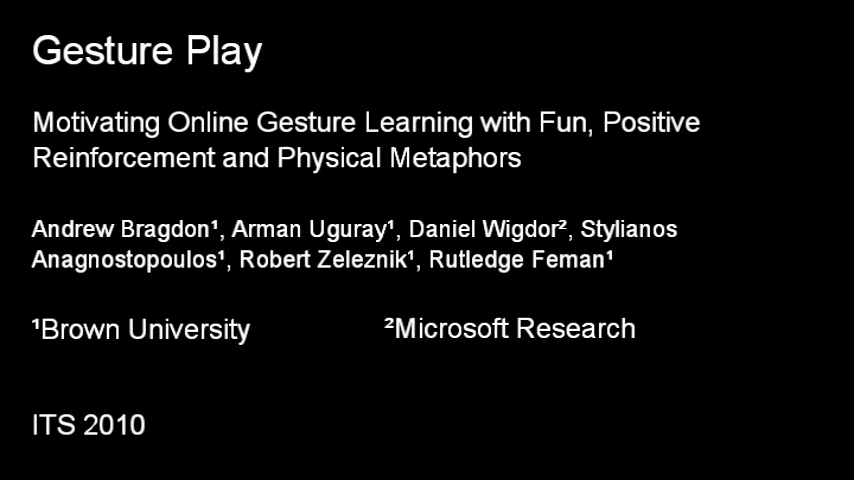 Gesture Play
Motivating Online Gesture Learning with Fun, Positive
Reinforcement and Physical Metaphors
Andrew Bragdon¹, Arman Uguray¹, Daniel Wigdor², Stylianos
Anagnostopoulos¹, Robert Zeleznik¹, Rutledge Feman¹
¹Brown University ²Microsoft Research
ITS 2010